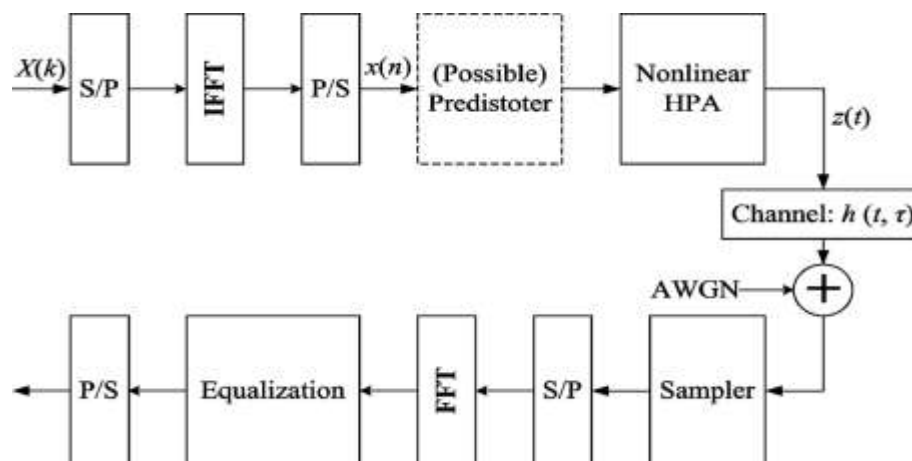 X(k)
S/P
IFFT
P/S
x(n)
(Possible)
Predistoter
Nonlinear
HPA
z(t)
Channel: h (t, τ)
AWGN
+
Sampler
S/P
FFT
Equalization
P/S